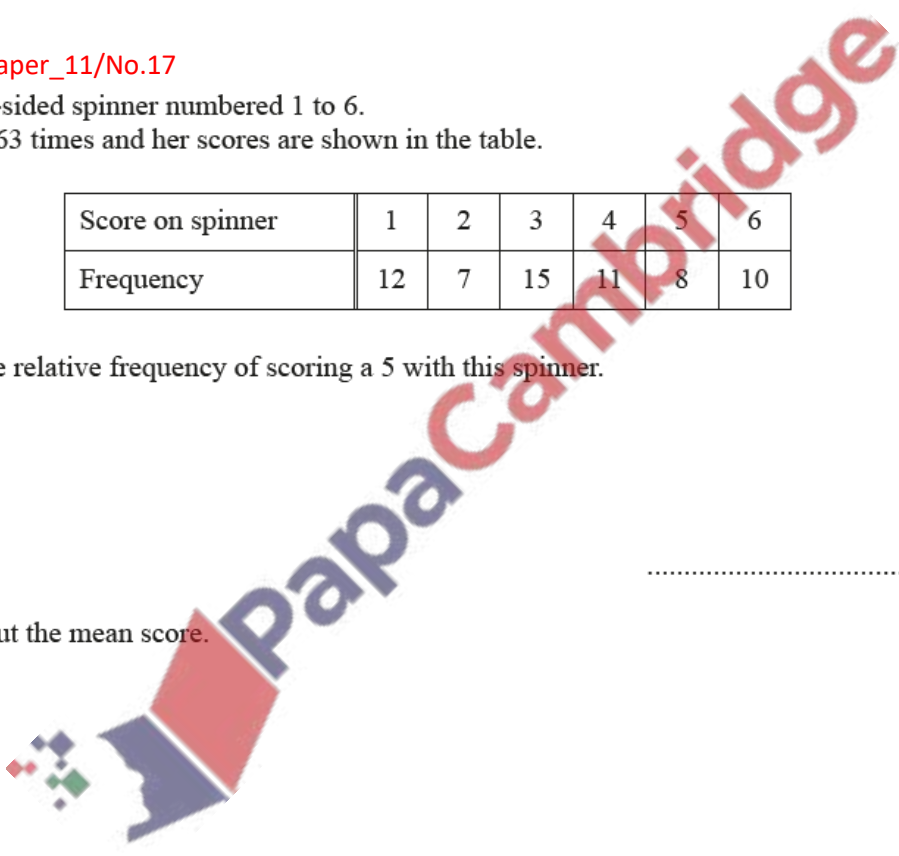 aper_11/No.17
-sided spinner numbered 1 to 6.
63 times and her scores are shown in the table.
Score on spinner 1 2 3 4 5 6
Frequency 12 7 15 11 8 10
e relative frequency of scoring a 5 with this spinner.
................................
ut the mean score.
PapaCambridge